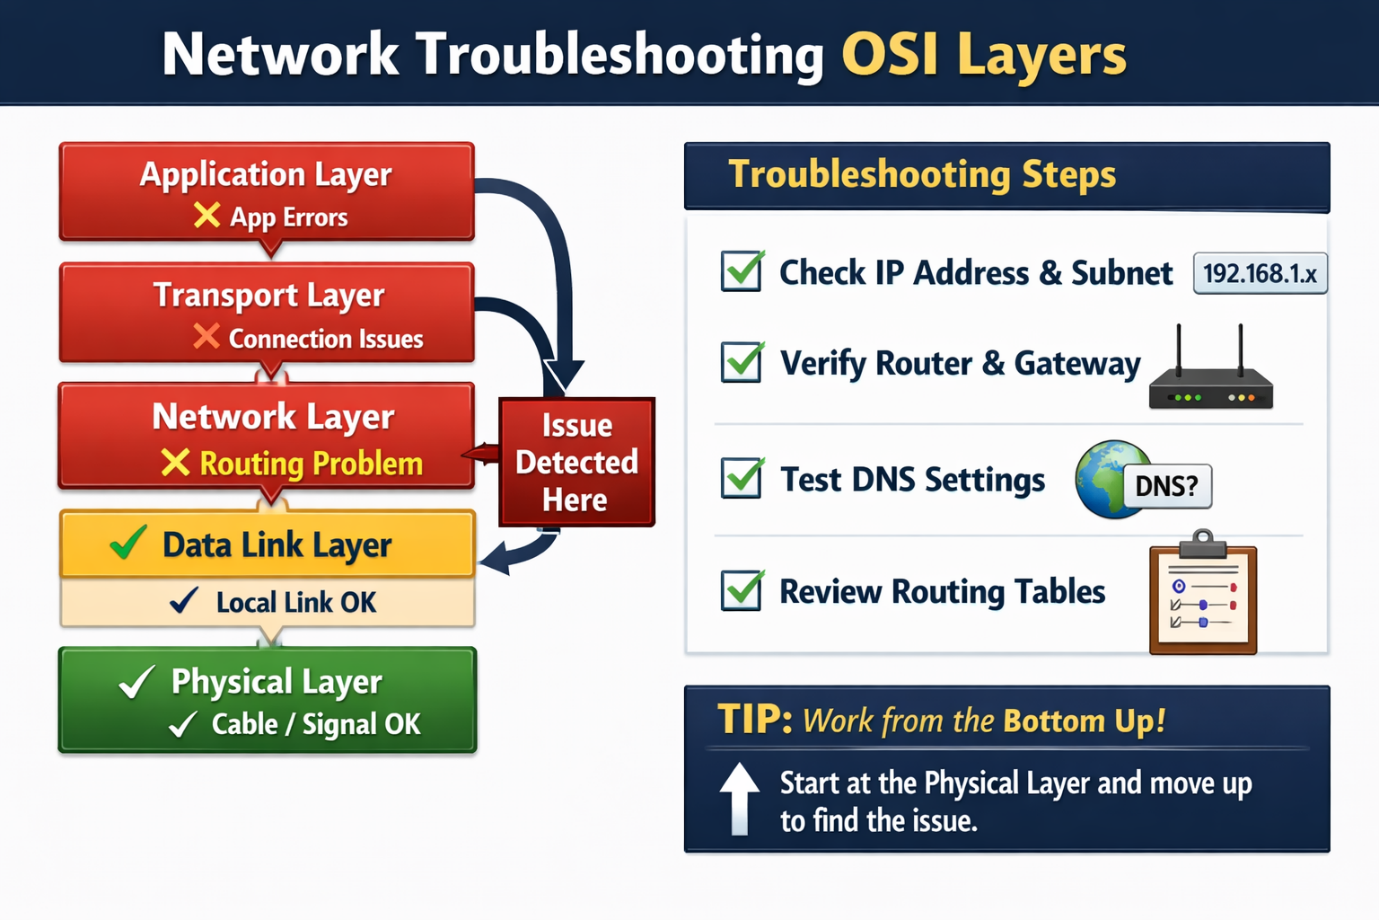 Network Troubleshooting OSI Layers
Application Layer
App Errors
Transport Layer
Connection Issues
Network Layer
Routing Problem
Issue
Detected
Here
Data Link Layer
Local Link OK
Physical Layer
Cable / Signal OK
Troubleshooting Steps
Check IP Address & Subnet
192.168.1.x
Verify Router & Gateway
Test DNS Settings
DNS?
Review Routing Tables
TIP: Work from the Bottom Up!
Start at the Physical Layer and move up
to find the issue.